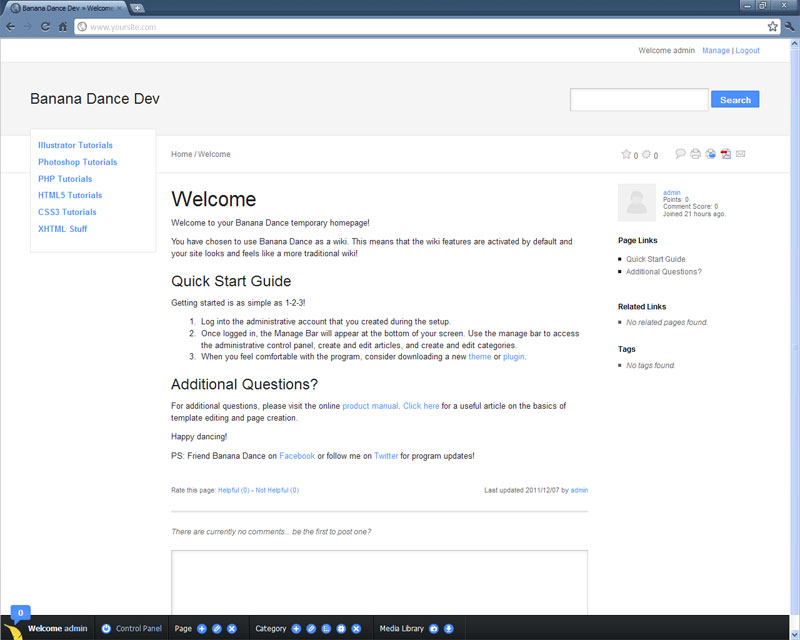 Banana Dance Dev » Welcome
www.yoursite.com
Welcome admin Manage | Logout
Banana Dance Dev
Search
Illustrator Tutorials
Photoshop Tutorials
PHP Tutorials
HTML5 Tutorials
CSS3 Tutorials
XHTML Stuff
Home / Welcome
0 0
Welcome
Welcome to your Banana Dance temporary homepage!
You have chosen to use Banana Dance as a wiki. This means that the wiki features are activated by default and
your site looks and feels like a more traditional wiki!
Quick Start Guide
Getting started is as simple as 1-2-3!
1. Log into the administrative account that you created during the setup.
2. Once logged in, the Manage Bar will appear at the bottom of your screen. Use the manage bar to access
the administrative control panel, create and edit articles, and create and edit categories.
3. When you feel comfortable with the program, consider downloading a new theme or plugin.
Additional Questions?
For additional questions, please visit the online product manual. Click here for a useful article on the basics of
template editing and page creation.
Happy dancing!
PS: Friend Banana Dance on Facebook or follow me on Twitter for program updates!
Rate this page: Helpful (0) - Not Helpful (0)
Last updated 2011/12/07 by admin
There are currently no comments... be the first to post one?
admin
Points: 0
Comment Score: 0
Joined 21 hours ago.
Page Links
Quick Start Guide
Additional Questions?
Related Links
No related pages found.
Tags
No tags found.
0
Welcome admin Control Panel Page Category Media Library